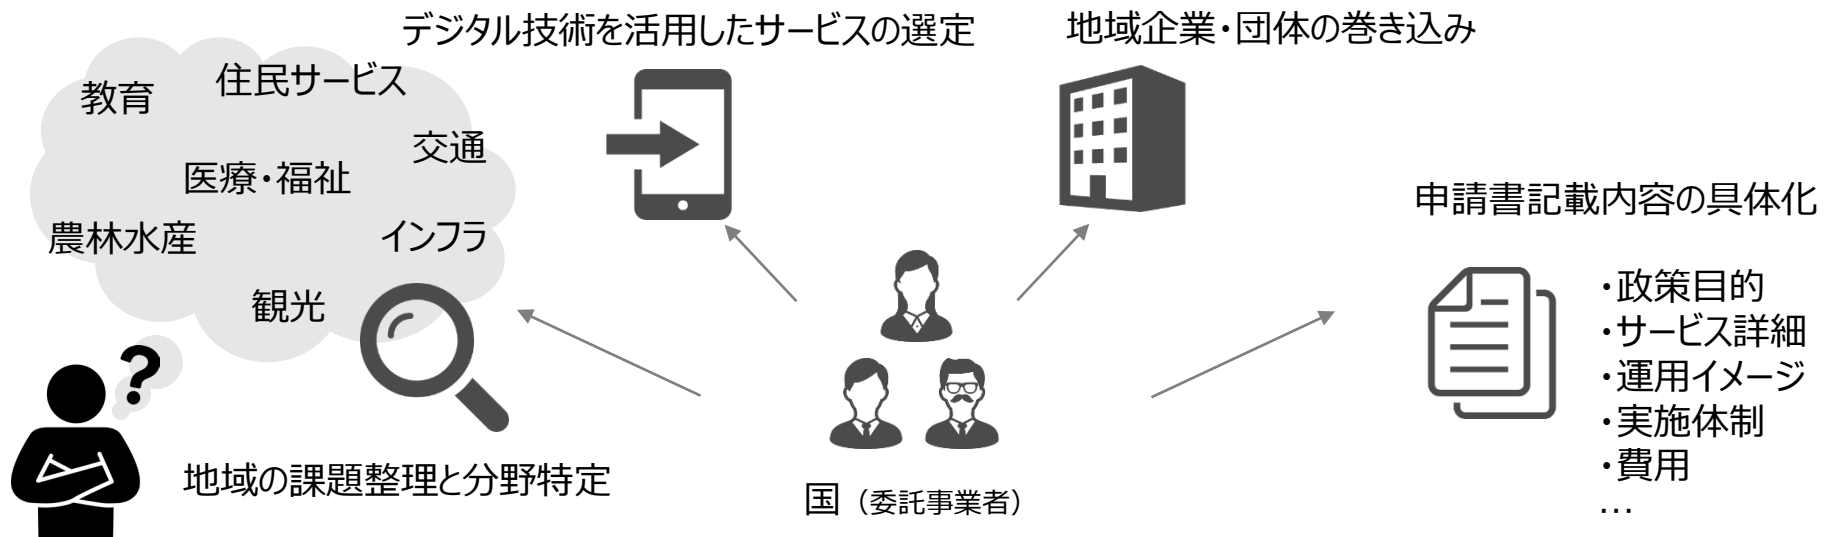 デジタル技術を活用したサービスの選定
地域企業・団体の巻き込み
教育
住民サービス
交通
医療・福祉
農林水産
インフラ
観光
?
地域の課題整理と分野特定
国（委託事業者）
申請書記載内容の具体化
・政策目的
・サービス詳細
・運用イメージ
・実施体制
・費用
…